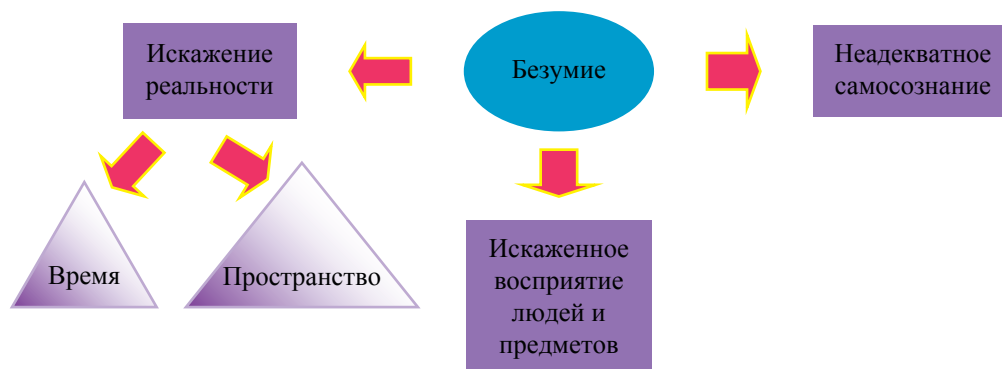 Искажение
реальности
Безумие
Неадекватное
самосознание
Время
Пространство
Искаженное
восприятие
людей и
предметов